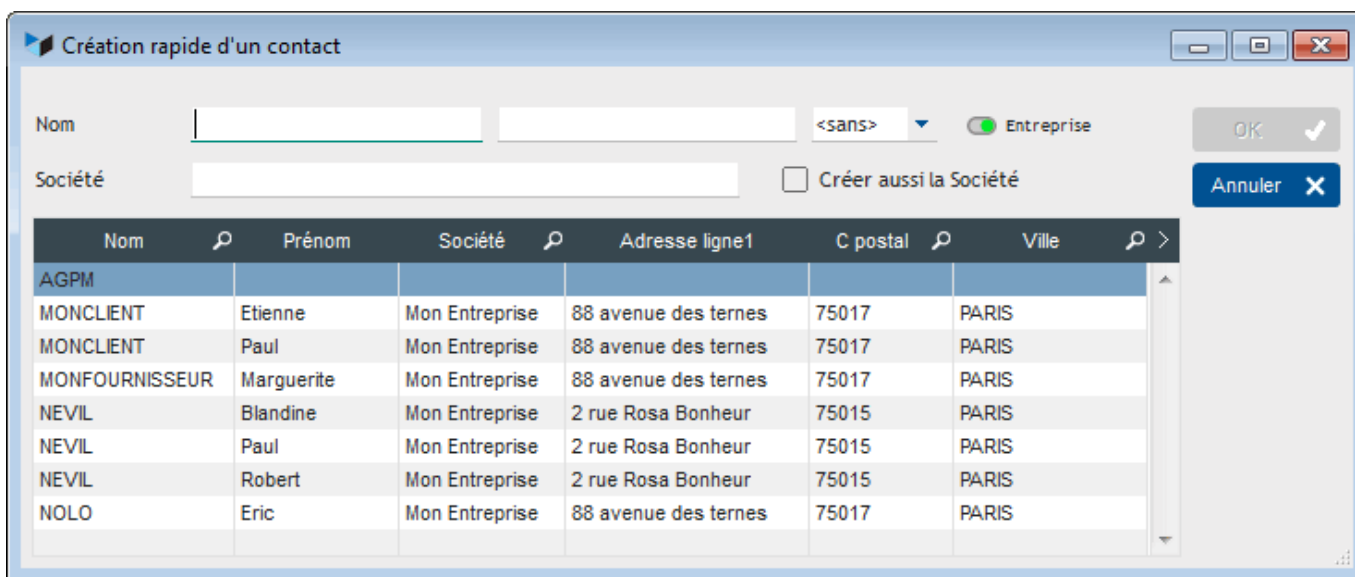 Création rapide d'un contact
Nom <sans> Entreprise OK
Société Créer aussi la Société Annuler
Nom Prénom Société Adresse ligne1 C postal Ville
AGPM
MONCLIENT Etienne Mon Entreprise 88 avenue des ternes 75017 PARIS
MONCLIENT Paul Mon Entreprise 88 avenue des ternes 75017 PARIS
MONFOURNISSEUR Marguerite Mon Entreprise 88 avenue des ternes 75017 PARIS
NEVIL Blandine Mon Entreprise 2 rue Rosa Bonheur 75015 PARIS
NEVIL Paul Mon Entreprise 2 rue Rosa Bonheur 75015 PARIS
NEVIL Robert Mon Entreprise 2 rue Rosa Bonheur 75015 PARIS
NOLO Eric Mon Entreprise 88 avenue des ternes 75017 PARIS